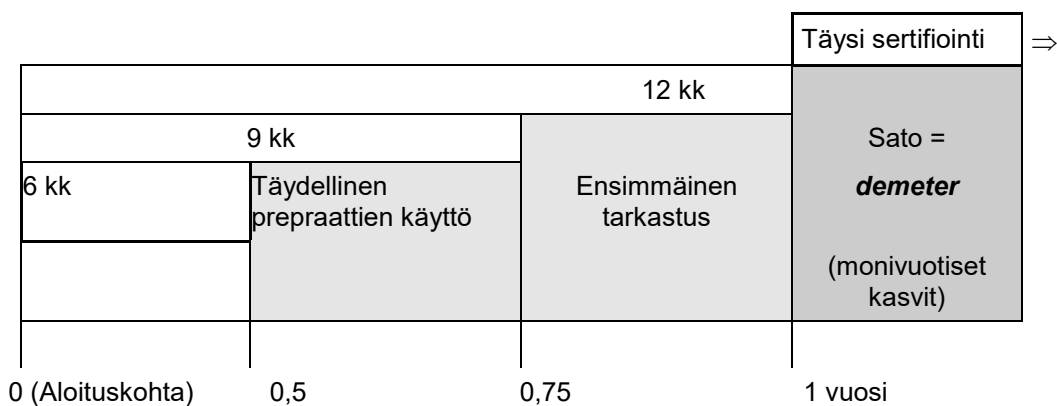 Täysi sertifiointi ⇒
12 kk
9 kk
Sato =
6 kk
Täydellinen
prepraattien käyttö
Ensimmäinen
tarkastus
demeter
(monivuotiset
kasvit)
0 (Aloituskohta) 0,5 0,75 1 vuosi